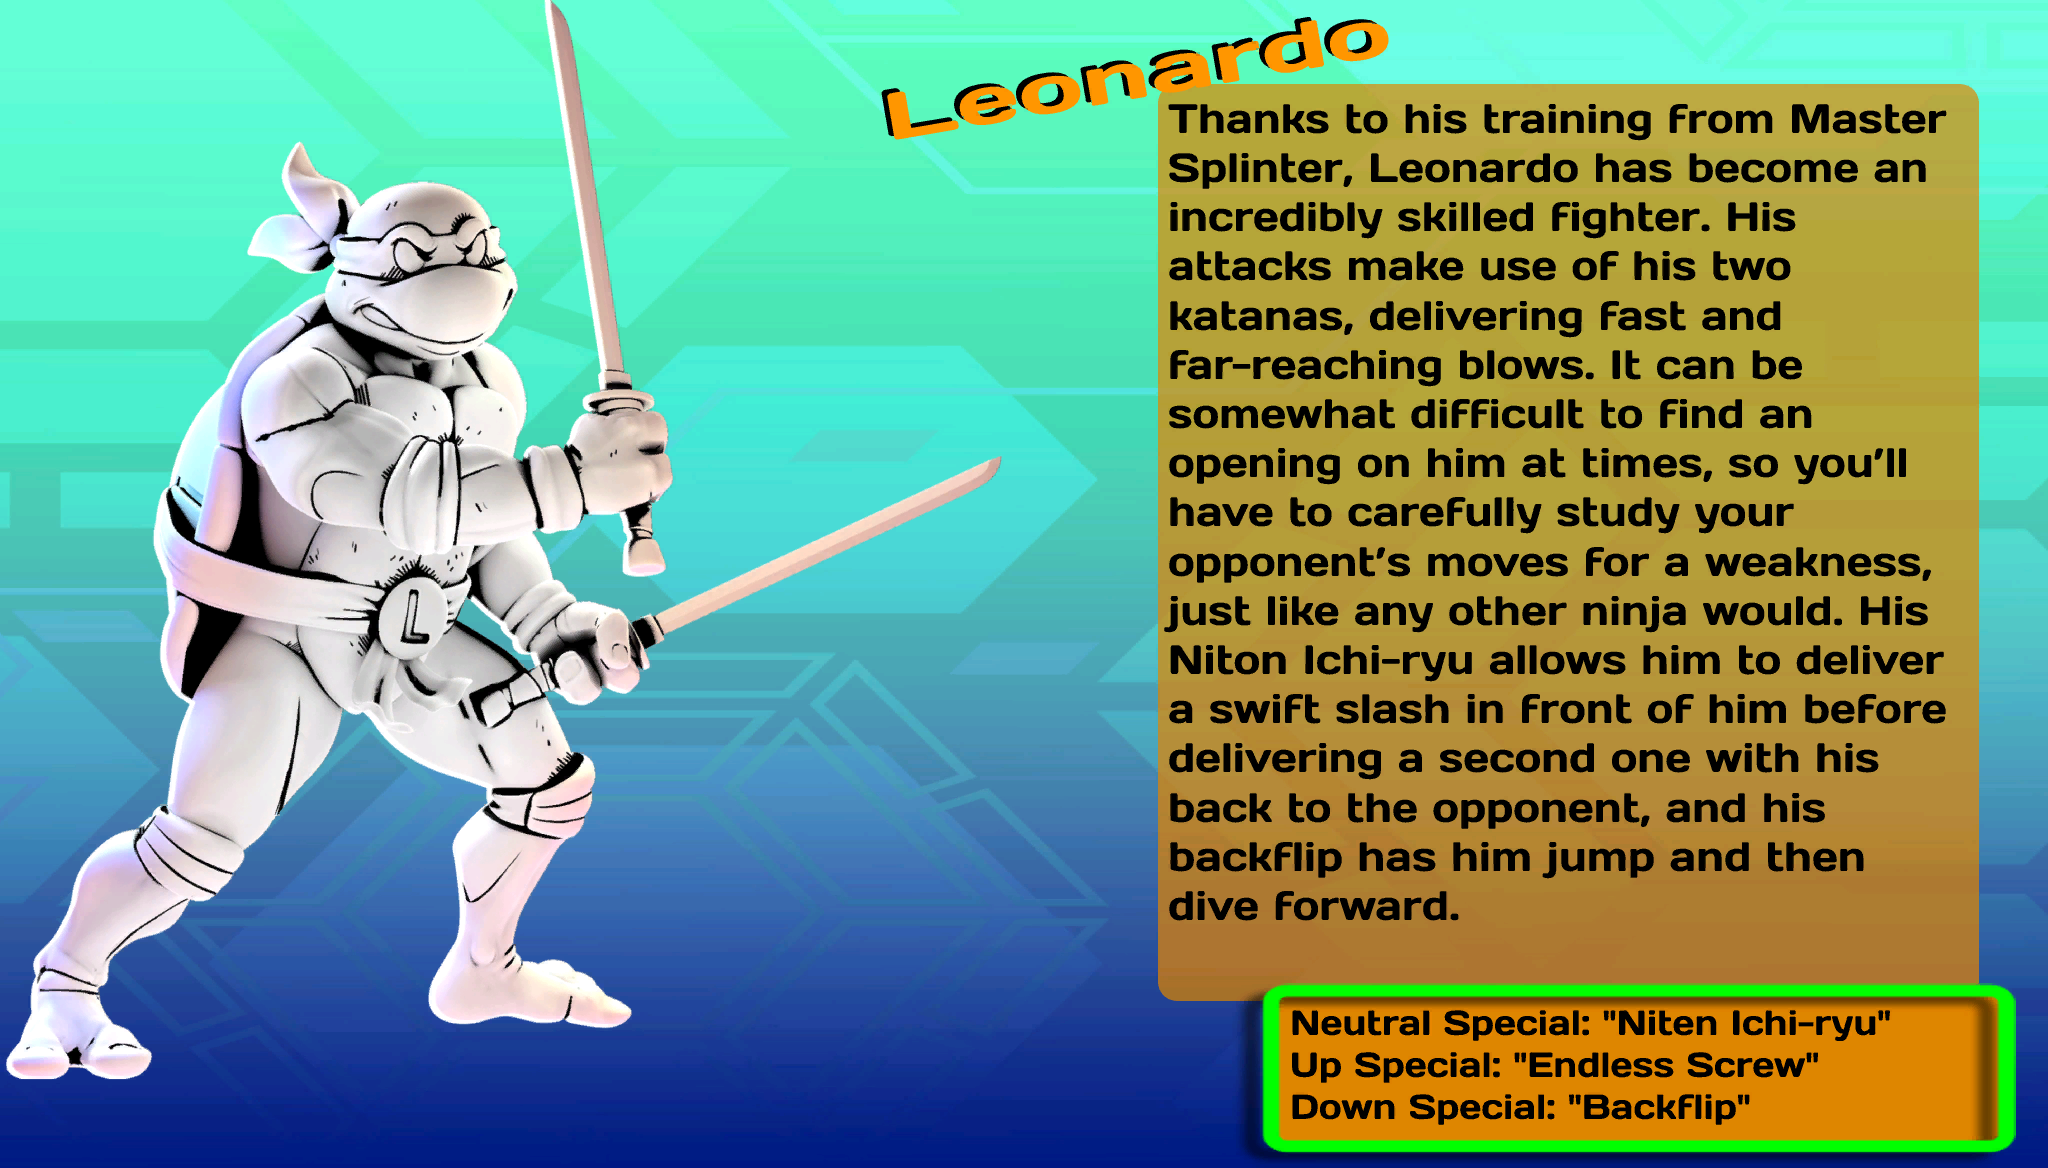 Leonardo
Thanks to his training from Master
Splinter, Leonardo has become an
incredibly skilled fighter. His
attacks make use of his two
katanas, delivering fast and
far-reaching blows. It can be
somewhat difficult to find an
opening on him at times, so you'll
have to carefully study your
opponent's moves for a weakness,
just like any other ninja would. His
Niton Ichi-ryu allows him to deliver
a swift slash in front of him before
delivering a second one with his
back to the opponent, and his
backflip has him jump and then
dive forward.
L
Neutral Special: "Niten Ichi-ryu"
Up Special: "Endless Screw"
Down Special: "Backflip"